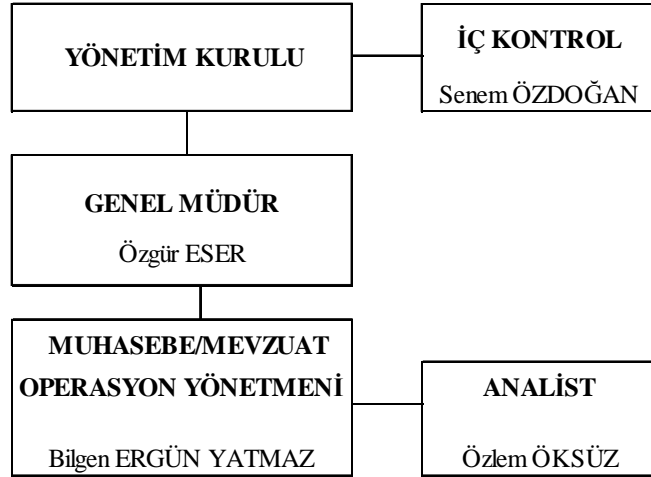 YÖNETİM KURULU
İÇ KONTROL
Senem ÖZDOĞAN
GENEL MÜDÜR
Özgür ESER
MUHASEBE/MEVZUAT
OPERASYON YÖNETMENİ
Bilgen ERGÜN YATMAZ
ANALİST
Özlem ÖKSÜZ